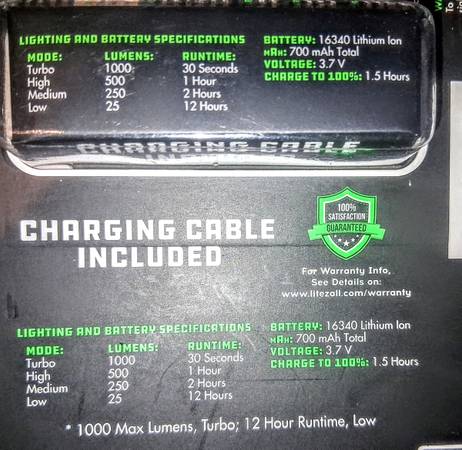 LIGHTING AND BATTERY SPECIFICATIONS
MODE: LUMENS: RUNTIME:
Turbo 1000 30 Seconds
High 500 1 Hour
Medium 250 2 Hours
Low 25 12 Hours
BATTERY: 16340 Lithium Ion
mAH: 700 mAh Total
VOLTAGE: 3.7 V
CHARGE TO 100%: 1.5 Hours
CHARGING CABLE
INCLUDED
CHARGING CABLE
INCLUDED
100%
SATISFACTION
GUARANTEED
For Warranty Info,
See Details on:
www.litezall.com/warranty
LIGHTING AND BATTERY SPECIFICATIONS
MODE: LUMENS: RUNTIME:
Turbo 1000 30 Seconds
High 500 1 Hour
Medium 250 2 Hours
Low 25 12 Hours
BATTERY: 16340 Lithium Ion
mAH: 700 mAh Total
VOLTAGE: 3.7 V
CHARGE TO 100%: 1.5 Hours
* 1000 Max Lumens, Turbo; 12 Hour Runtime, Low